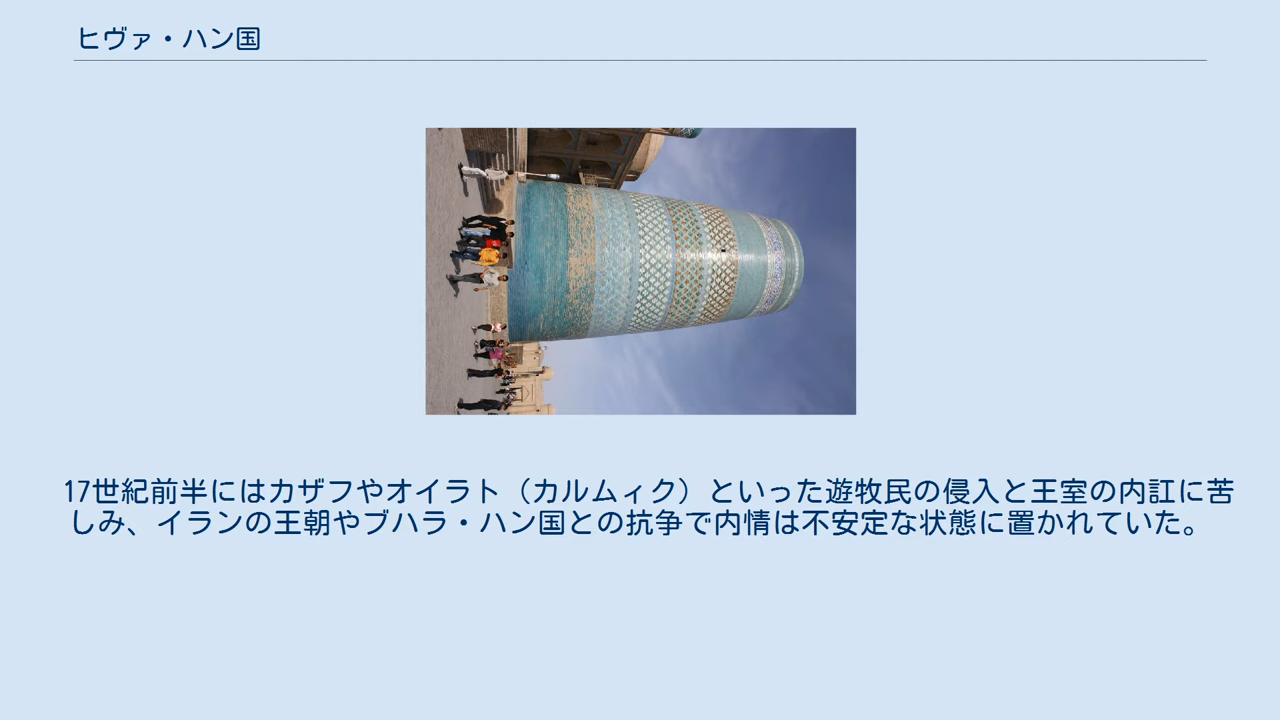 ヒヴァ・ハン国
17世紀前半にはカザフやオイラト（カルムィク）といった遊牧民の侵入と王室の内訌に苦
しみ、イランの王朝やブハラ・ハン国との抗争で内情は不安定な状態に置かれていた。